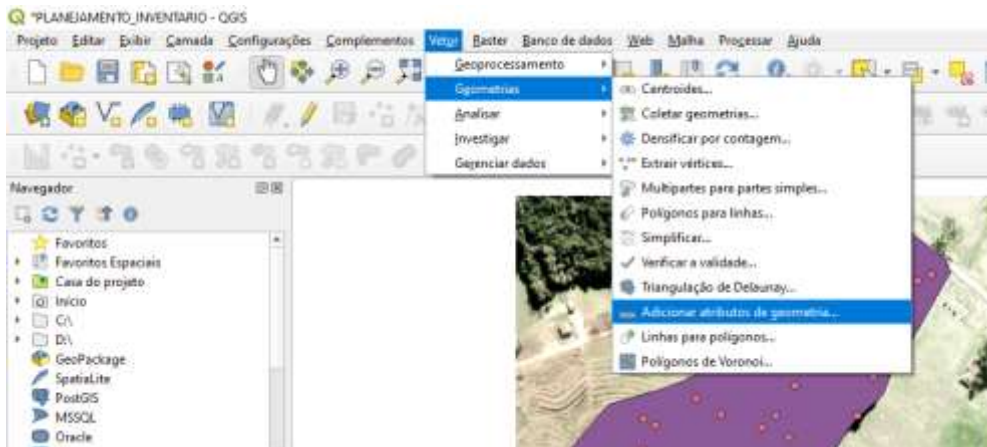 *PLANEJAMENTO_INVENTARIO - QGIS
Projeto Editar Exibir Camada Configurações Complementos Vetor Raster Banco de dados Web Malha Processar Ajuda
Geoprocessamento
Geometrias
Analisar
Investigar
Gerenciar dados
Centroides...
Coletar geometrias...
Densificar por contagem...
Extrair vértices...
Multipartes para partes simples...
Polígonos para linhas...
Simplificar...
Verificar a validade...
Triangulação de Delaunay...
Adicionar atributos de geometria...
Linhas para polígonos...
Polígonos de Voronoi...
Navegador
Favoritos
Favoritos Espaciais
Casa do projeto
Início
C:\
D:\
GeoPackage
SpatiaLite
PostGIS
MSSQL
Oracle